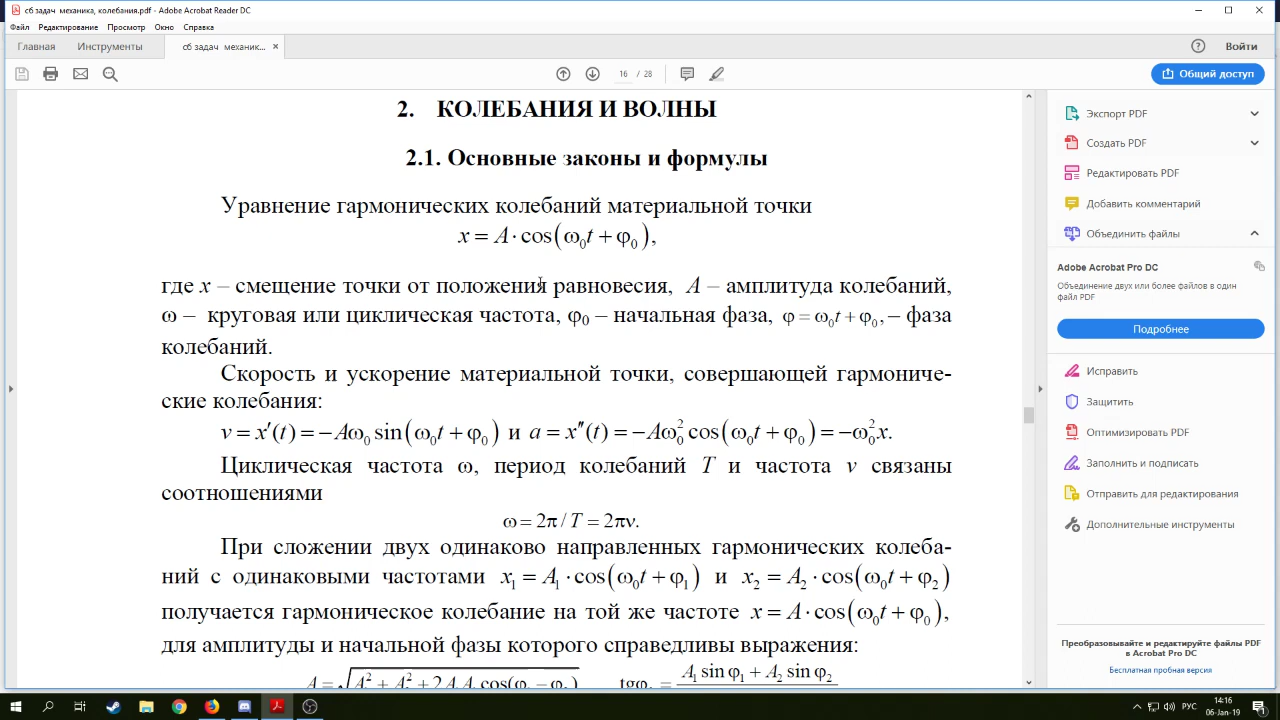 сб задач  механика, колебания.pdf - Adobe Acrobat Reader DC
Файл Редактирование Просмотр Окно Справка
Главная Инструменты сб задач  механик... × ? Войти
16 / 28 Общий доступ
2. КОЛЕБАНИЯ И ВОЛНЫ
2.1. Основные законы и формулы
Уравнение гармонических колебаний материальной точки
x = A·cos(ω₀t + φ₀),
где x – смещение точки от положения равновесия, A – амплитуда колебаний,
ω – круговая или циклическая частота, φ₀ – начальная фаза, φ = ω₀t + φ₀, – фаза
колебаний.
Скорость и ускорение материальной точки, совершающей гармониче-
ские колебания:
v = x′(t) = −Aω₀ sin(ω₀t + φ₀) и a = x″(t) = −Aω₀² cos(ω₀t + φ₀) = −ω₀²x.
Циклическая частота ω, период колебаний T и частота ν связаны
соотношениями
ω = 2π / T = 2πν.
При сложении двух одинаково направленных гармонических колеба-
ний с одинаковыми частотами x₁ = A₁·cos(ω₀t + φ₁) и x₂ = A₂·cos(ω₀t + φ₂)
получается гармоническое колебание на той же частоте x = A·cos(ω₀t + φ₀),
для амплитуды и начальной фазы которого справедливы выражения:
tgφ₀ = A₁ sin φ₁ + A₂ sin φ₂
Экспорт PDF
Создать PDF
Редактировать PDF
Добавить комментарий
Объединить файлы
Adobe Acrobat Pro DC
Объединение двух или более файлов в один
файл PDF
Подробнее
Исправить
Защитить
Оптимизировать PDF
Заполнить и подписать
Отправить для редактирования
Дополнительные инструменты
Преобразовывайте и редактируйте файлы PDF
в Acrobat Pro DC
Бесплатная пробная версия
РУС
14:16
06-Jan-19
1